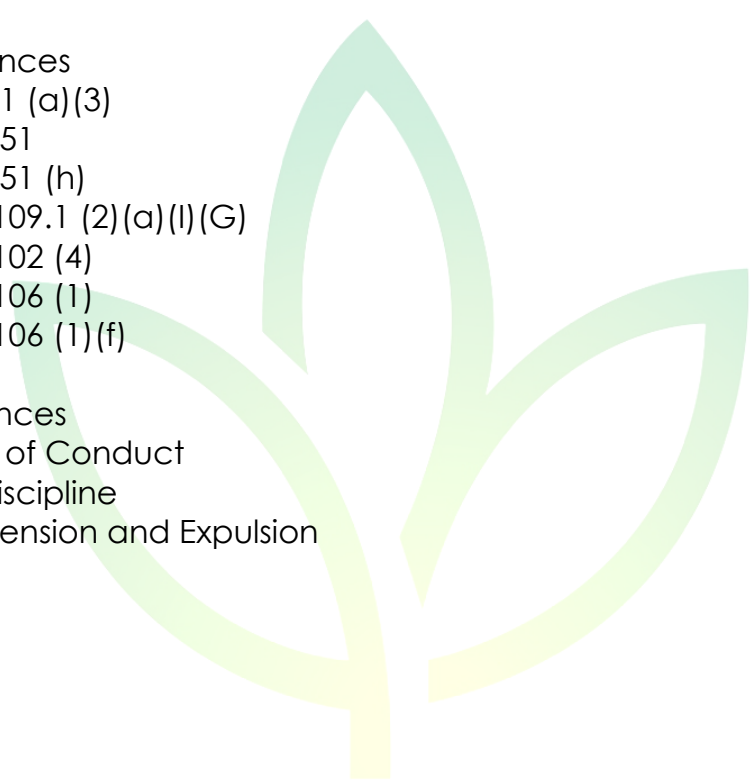 nces
1 (a)(3)
51
51 (h)
109.1 (2)(a)(I)(G)
102 (4)
106 (1)
106 (1)(f)
nces
of Conduct
iscipline
ension and Expulsion